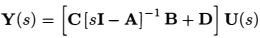 Y(s) = [C [sI − A]⁻¹ B + D] U(s)